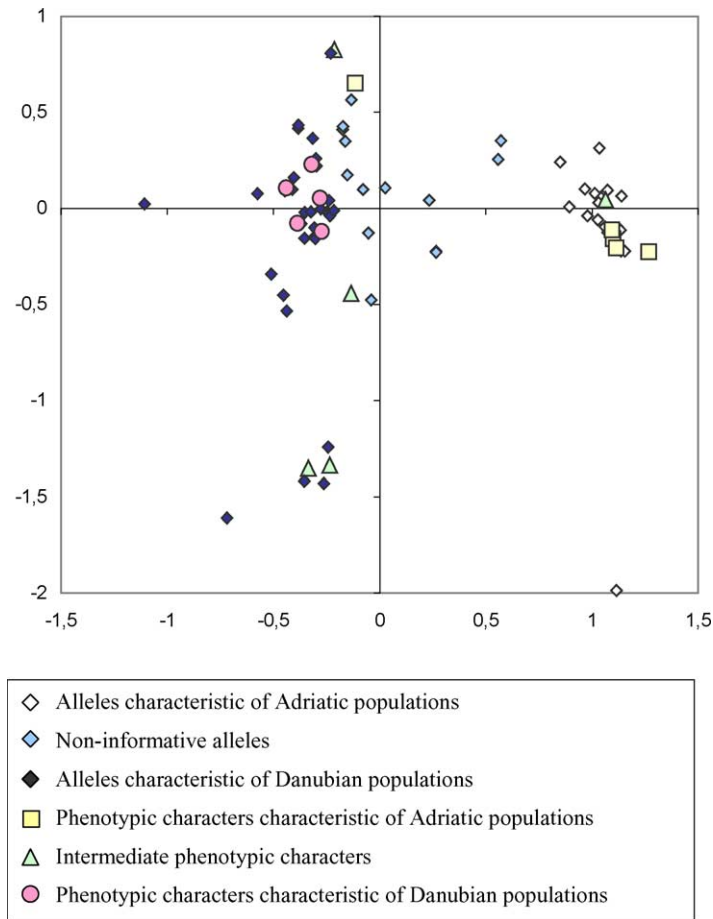 1
0,5
0
-0,5
-1
-1,5
-2
-1,5 -1 -0,5 0 0,5 1 1,5
Alleles characteristic of Adriatic populations
Non-informative alleles
Alleles characteristic of Danubian populations
Phenotypic characters characteristic of Adriatic populations
Intermediate phenotypic characters
Phenotypic characters characteristic of Danubian populations